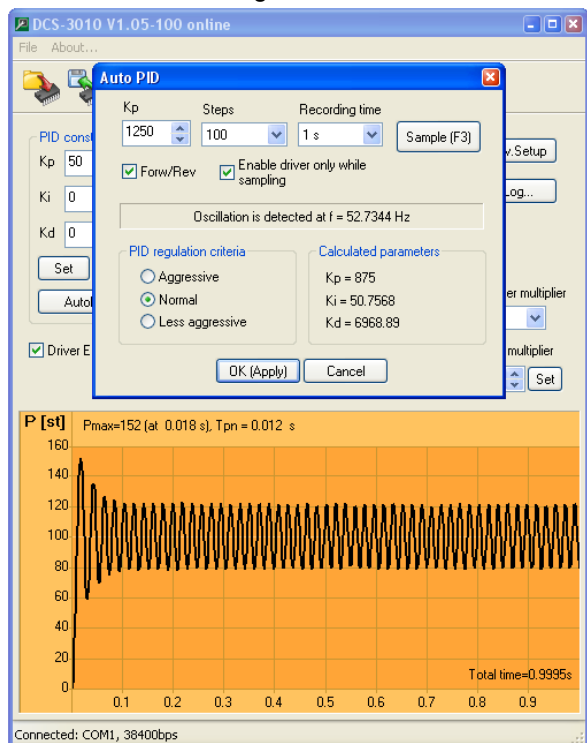 DCS-3010 V1.05-100 online
File About...
Auto PID
Kp Steps Recording time
1250 100 1 s Sample (F3)
Forw/Rev Enable driver only while
sampling
Oscillation is detected at f = 52.7344 Hz
PID regulation criteria Calculated parameters
Aggressive Kp = 875
Normal Ki = 50.7568
Less aggressive Kd = 6968.89
OK (Apply) Cancel
PID const
Kp 50
Ki 0
Kd 0
Set
Driver E
v.Setup
Log...
er multiplier
multiplier
Set
P [st] Pmax=152 (at 0.018 s), Tpn = 0.012 s
160
140
120
100
80
60
40
20
0
Total time=0.9995s
0.1 0.2 0.3 0.4 0.5 0.6 0.7 0.8 0.9
Connected: COM1, 38400bps